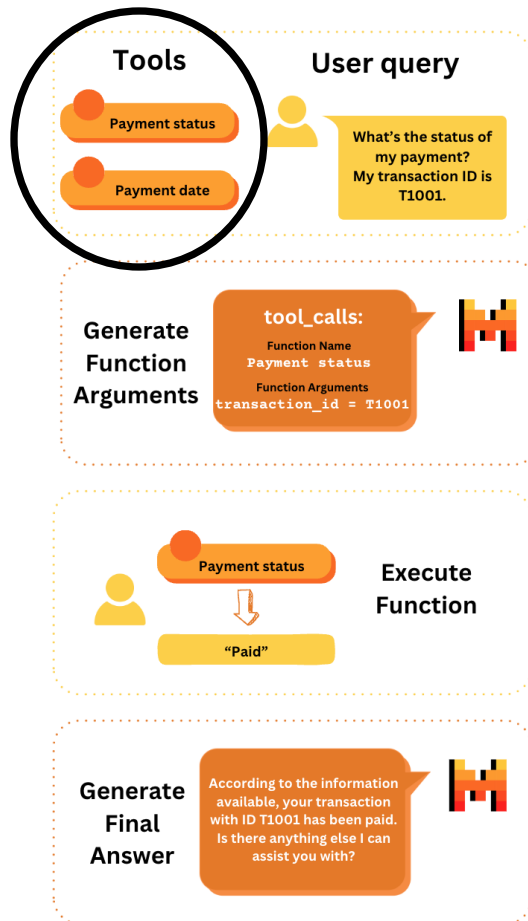 Tools
Payment status
Payment date
User query
What’s the status of
my payment?
My transaction ID is
T1001.
Generate
Function
Arguments
tool_calls:
Function Name
Payment status
Function Arguments
transaction_id = T1001
Payment status
“Paid”
Execute
Function
Generate
Final
Answer
According to the information
available, your transaction
with ID T1001 has been paid.
Is there anything else I can
assist you with?